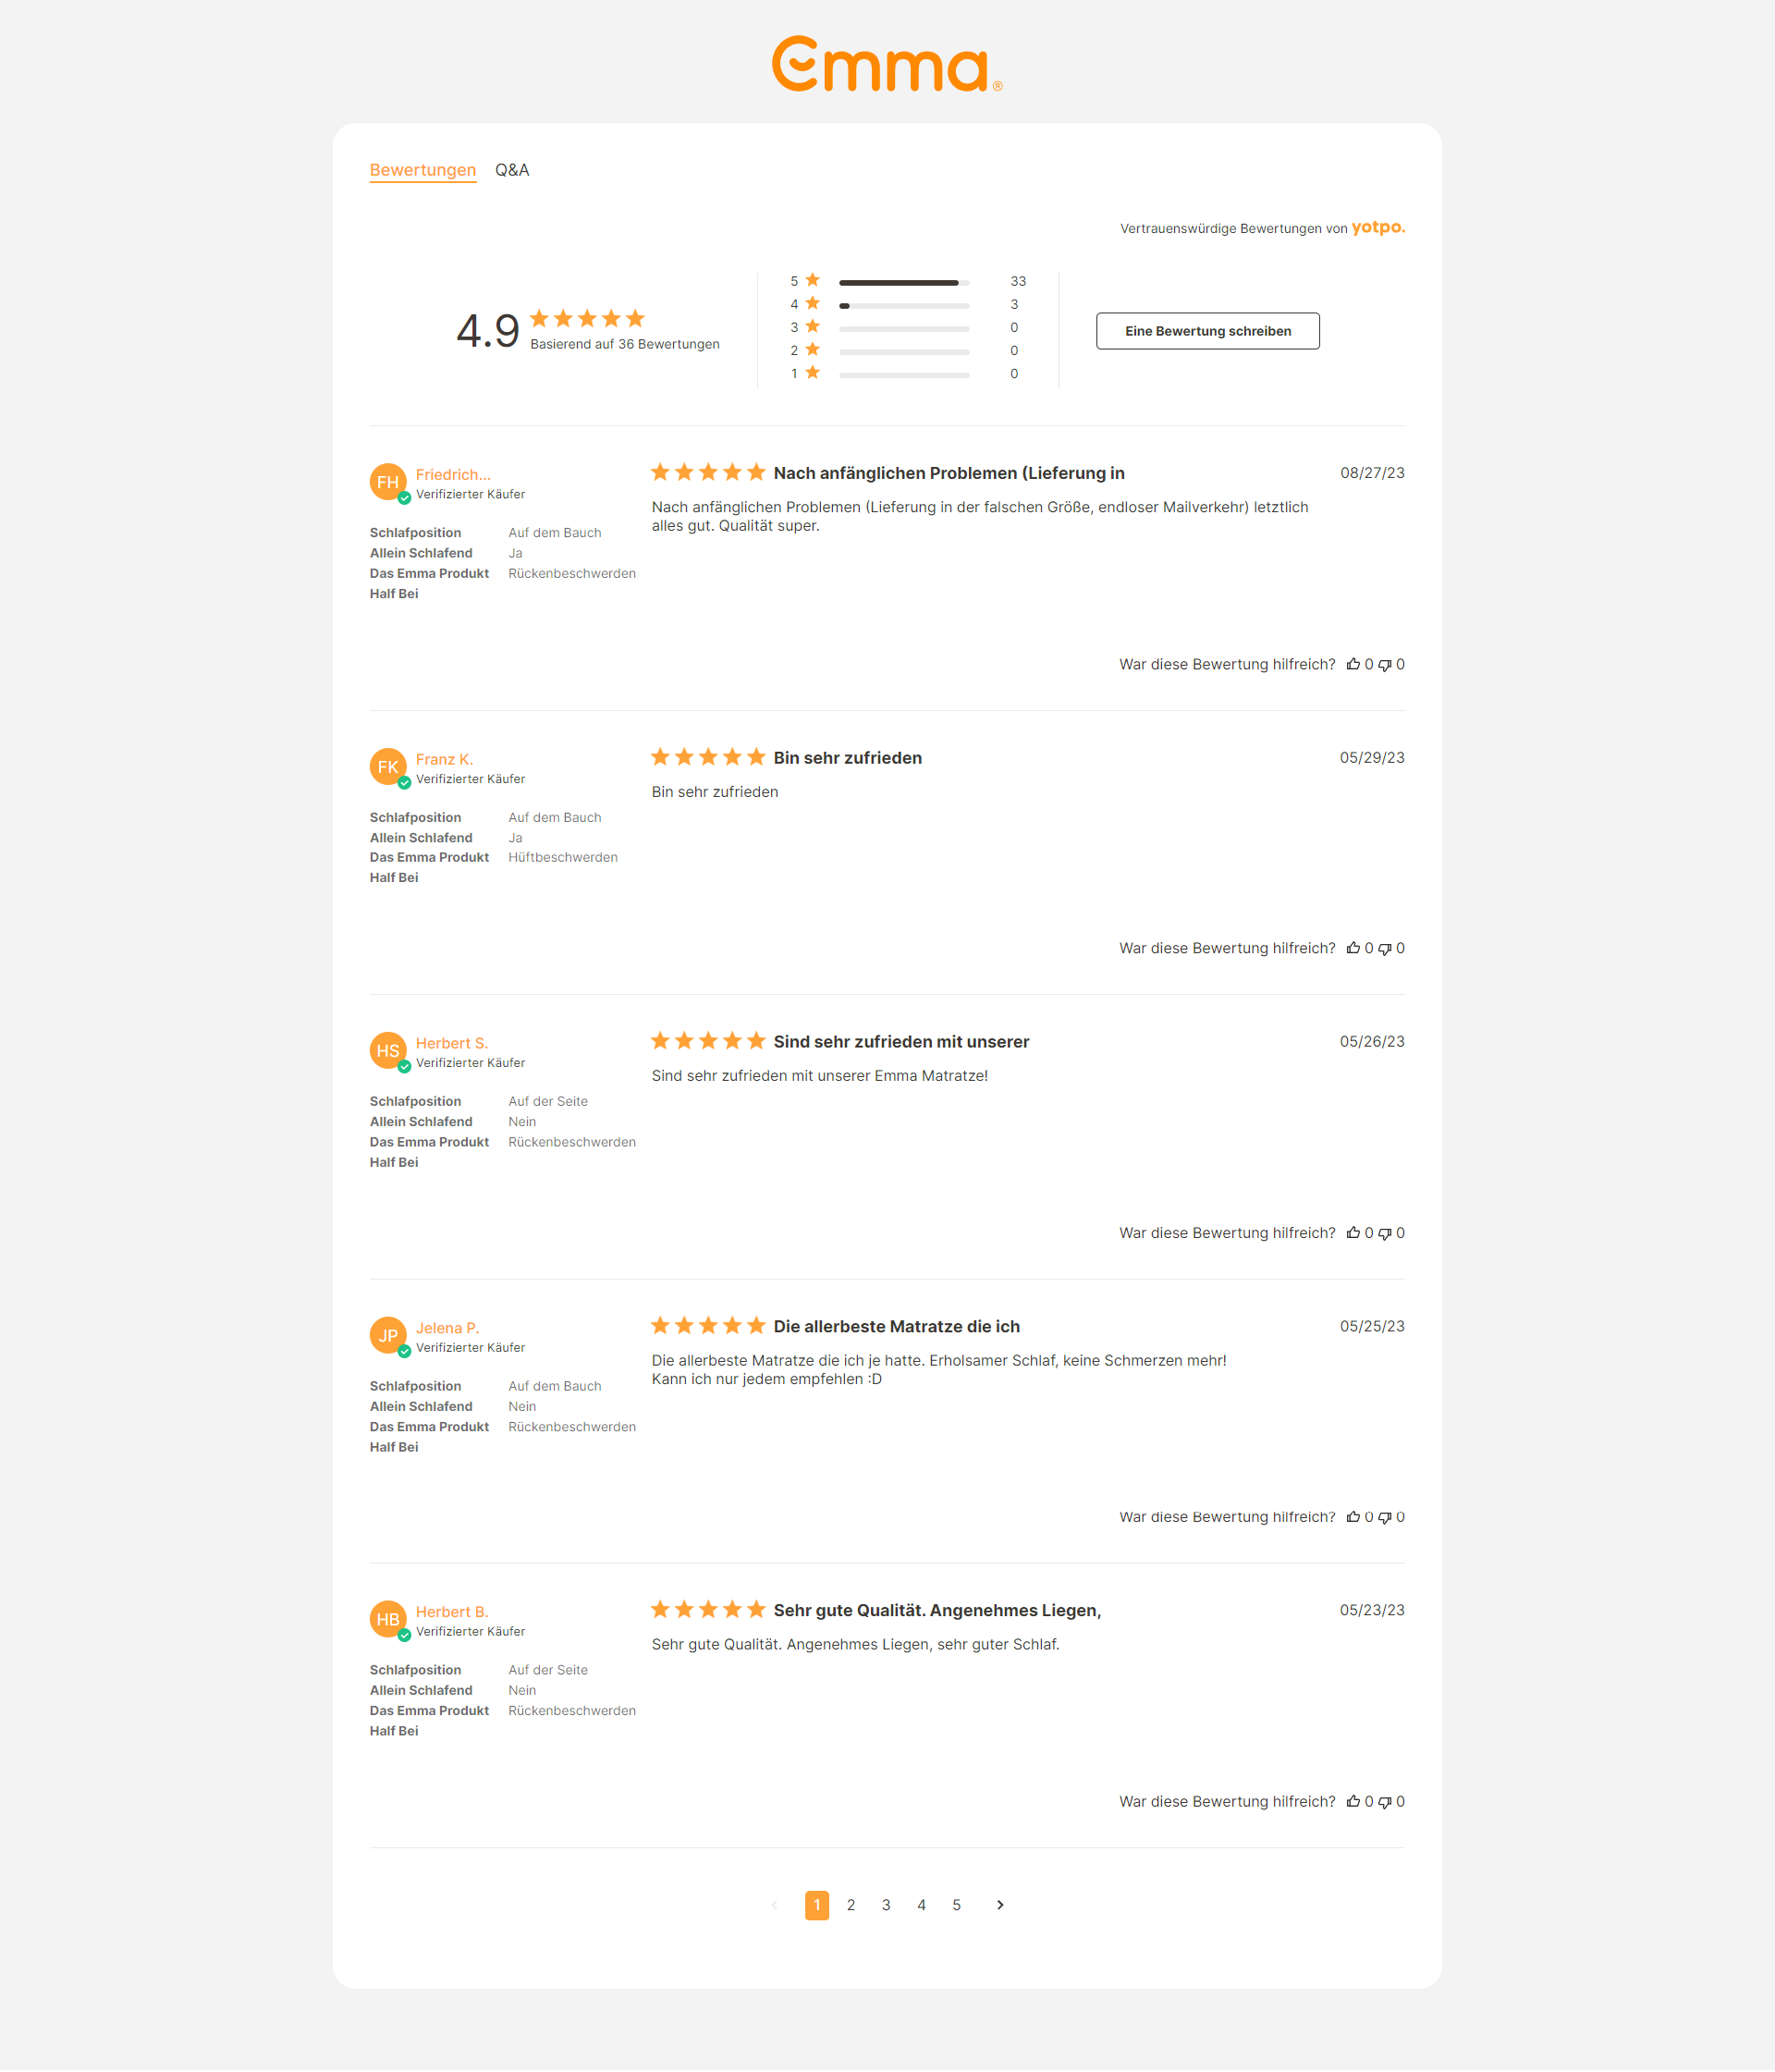 Emma®
Bewertungen Q&A
Vertrauenswürdige Bewertungen von yotpo.
4.9
Basierend auf 36 Bewertungen
5 33
4 3
3 0
2 0
1 0
Eine Bewertung schreiben
FH Friedrich...
Verifizierter Käufer
Schlafposition Auf dem Bauch
Allein Schlafend Ja
Das Emma Produkt Rückenbeschwerden
Half Bei
Nach anfänglichen Problemen (Lieferung in 08/27/23
Nach anfänglichen Problemen (Lieferung in der falschen Größe, endloser Mailverkehr) letztlich
alles gut. Qualität super.
War diese Bewertung hilfreich? 0 0
FK Franz K.
Verifizierter Käufer
Schlafposition Auf dem Bauch
Allein Schlafend Ja
Das Emma Produkt Hüftbeschwerden
Half Bei
Bin sehr zufrieden 05/29/23
Bin sehr zufrieden
War diese Bewertung hilfreich? 0 0
HS Herbert S.
Verifizierter Käufer
Schlafposition Auf der Seite
Allein Schlafend Nein
Das Emma Produkt Rückenbeschwerden
Half Bei
Sind sehr zufrieden mit unserer 05/26/23
Sind sehr zufrieden mit unserer Emma Matratze!
War diese Bewertung hilfreich? 0 0
JP Jelena P.
Verifizierter Käufer
Schlafposition Auf dem Bauch
Allein Schlafend Nein
Das Emma Produkt Rückenbeschwerden
Half Bei
Die allerbeste Matratze die ich 05/25/23
Die allerbeste Matratze die ich je hatte. Erholsamer Schlaf, keine Schmerzen mehr!
Kann ich nur jedem empfehlen :D
War diese Bewertung hilfreich? 0 0
HB Herbert B.
Verifizierter Käufer
Schlafposition Auf der Seite
Allein Schlafend Nein
Das Emma Produkt Rückenbeschwerden
Half Bei
Sehr gute Qualität. Angenehmes Liegen, 05/23/23
Sehr gute Qualität. Angenehmes Liegen, sehr guter Schlaf.
War diese Bewertung hilfreich? 0 0
1 2 3 4 5